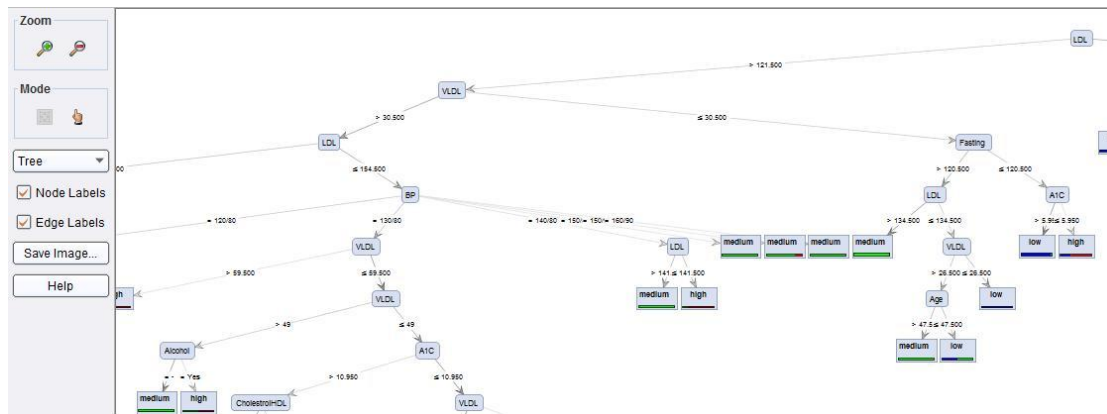 Zoom
Mode
Tree
Node Labels
Edge Labels
Save Image...
Help
LDL
> 121.500
VLDL
> 30.500
≤ 30.500
LDL
Fasting
≤ 154.500
> 120.500
≤ 120.500
BP
LDL
A1C
= 120/80
= 130/80
= 140/80
= 150/
= 150/
= 160/90
> 134.500
≤ 134.500
> 5.95
≤ 5.950
VLDL
LDL
medium
medium
medium
medium
VLDL
low
high
> 59.500
≤ 59.500
> 141.
≤ 141.500
> 26.500
≤ 26.500
VLDL
medium
high
Age
low
> 49
≤ 49
> 47.5
≤ 47.500
Alcohol
A1C
medium
low
= -
= Yes
> 10.950
≤ 10.950
medium
high
CholestrolHDL
VLDL